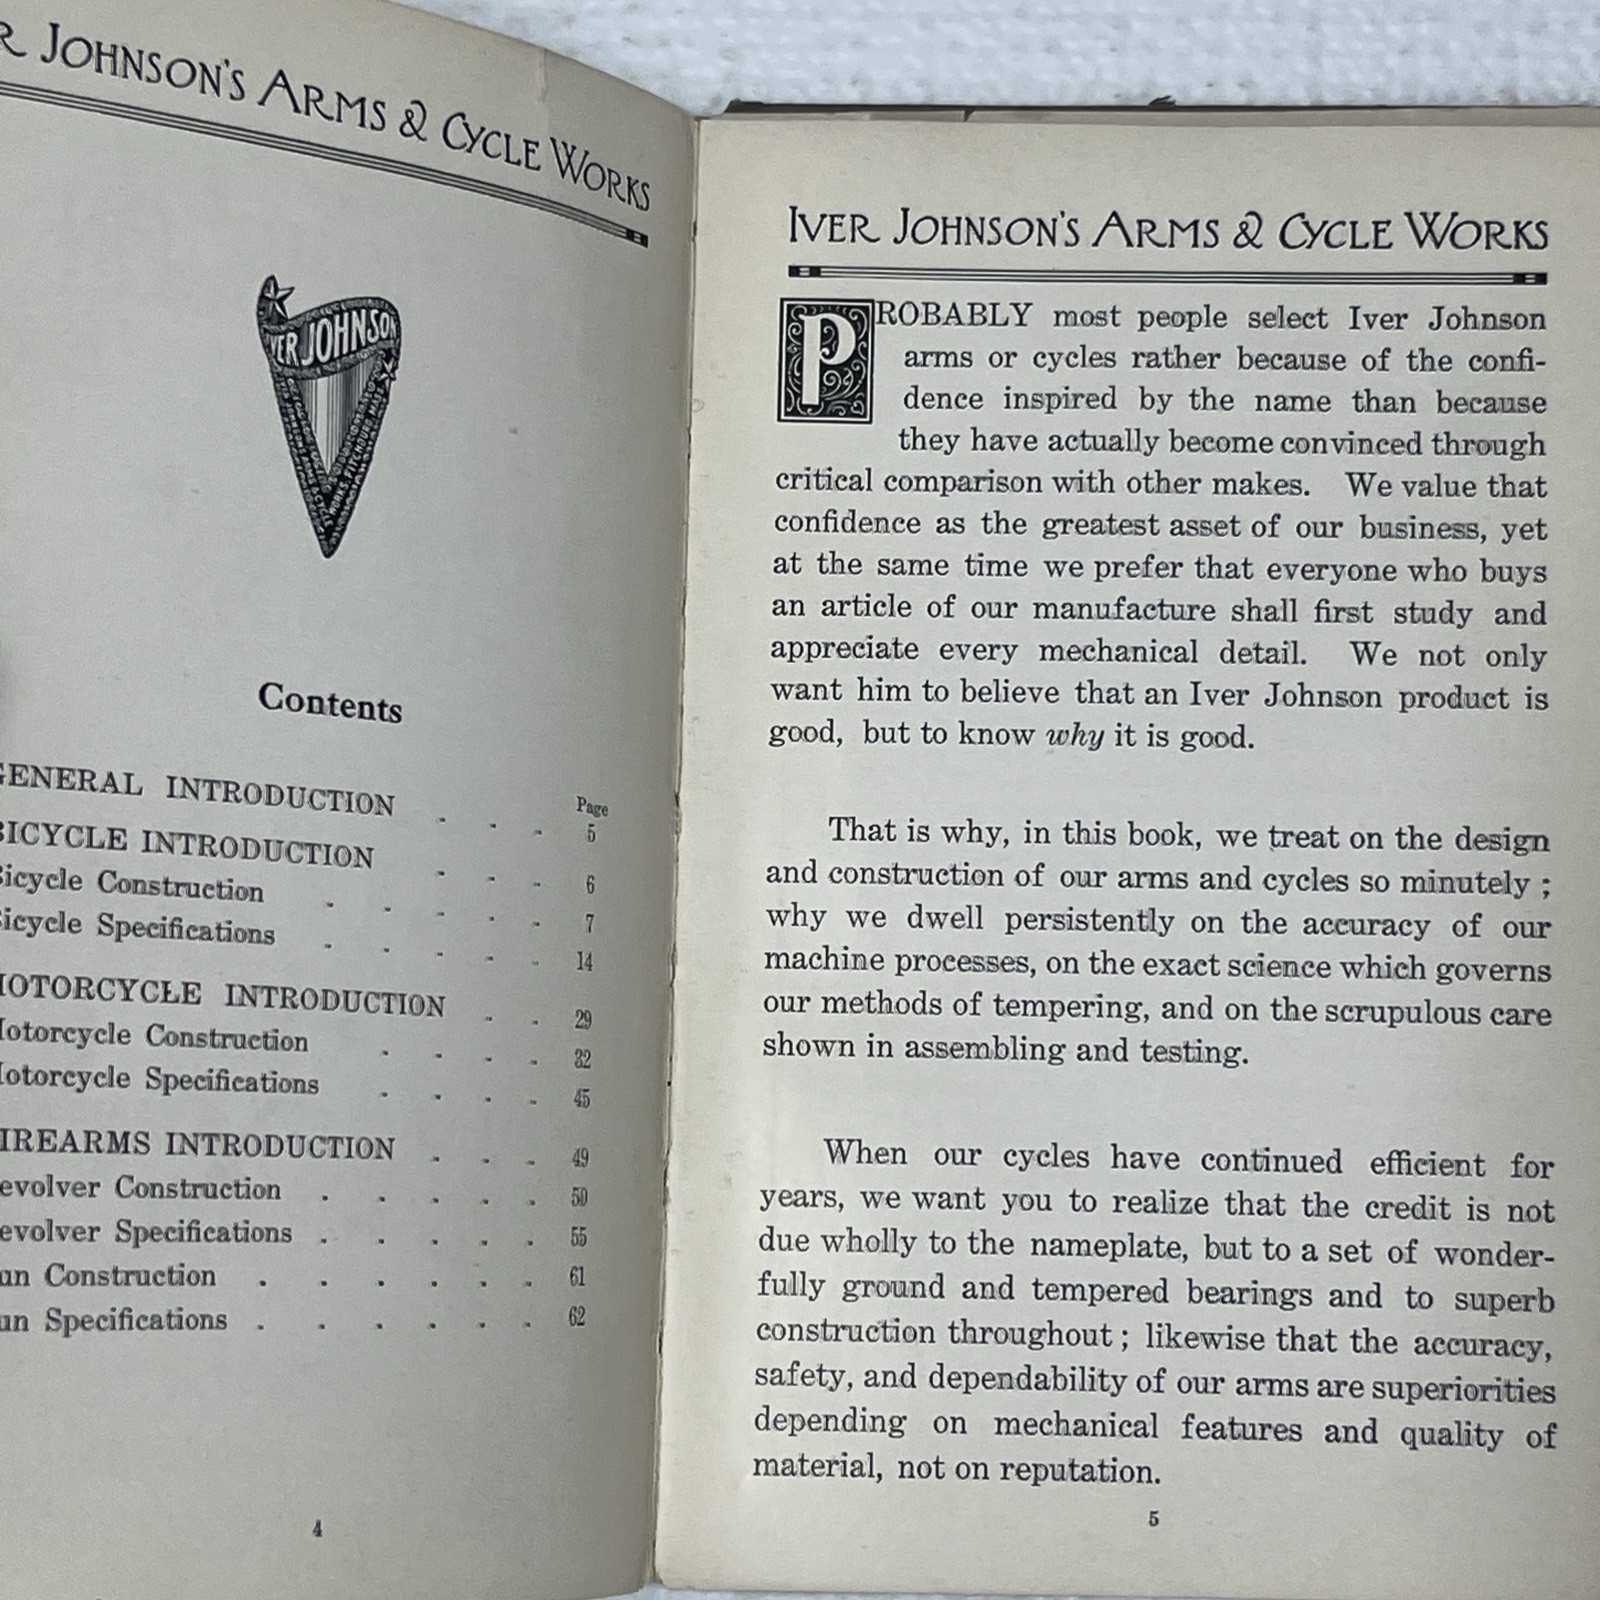 R JOHNSON'S ARMS & CYCLE WORKS
VER JOHNSON
Contents
Page
GENERAL INTRODUCTION . . . 5
BICYCLE INTRODUCTION . . . 6
Bicycle Construction . . . . . 7
Bicycle Specifications . . . . . 14
MOTORCYCLE INTRODUCTION . . 29
Motorcycle Construction . . . . 32
Motorcycle Specifications . . . . 45
IREARMS INTRODUCTION . . . 49
evolver Construction . . . . . 50
evolver Specifications . . . . . 55
un Construction . . . . . . 61
un Specifications . . . . . . 62
4
IVER JOHNSON'S ARMS & CYCLE WORKS
PROBABLY most people select Iver Johnson
arms or cycles rather because of the confi-
dence inspired by the name than because
they have actually become convinced through
critical comparison with other makes. We value that
confidence as the greatest asset of our business, yet
at the same time we prefer that everyone who buys
an article of our manufacture shall first study and
appreciate every mechanical detail. We not only
want him to believe that an Iver Johnson product is
good, but to know why it is good.
That is why, in this book, we treat on the design
and construction of our arms and cycles so minutely ;
why we dwell persistently on the accuracy of our
machine processes, on the exact science which governs
our methods of tempering, and on the scrupulous care
shown in assembling and testing.
When our cycles have continued efficient for
years, we want you to realize that the credit is not
due wholly to the nameplate, but to a set of wonder-
fully ground and tempered bearings and to superb
construction throughout ; likewise that the accuracy,
safety, and dependability of our arms are superiorities
depending on mechanical features and quality of
material, not on reputation.
5